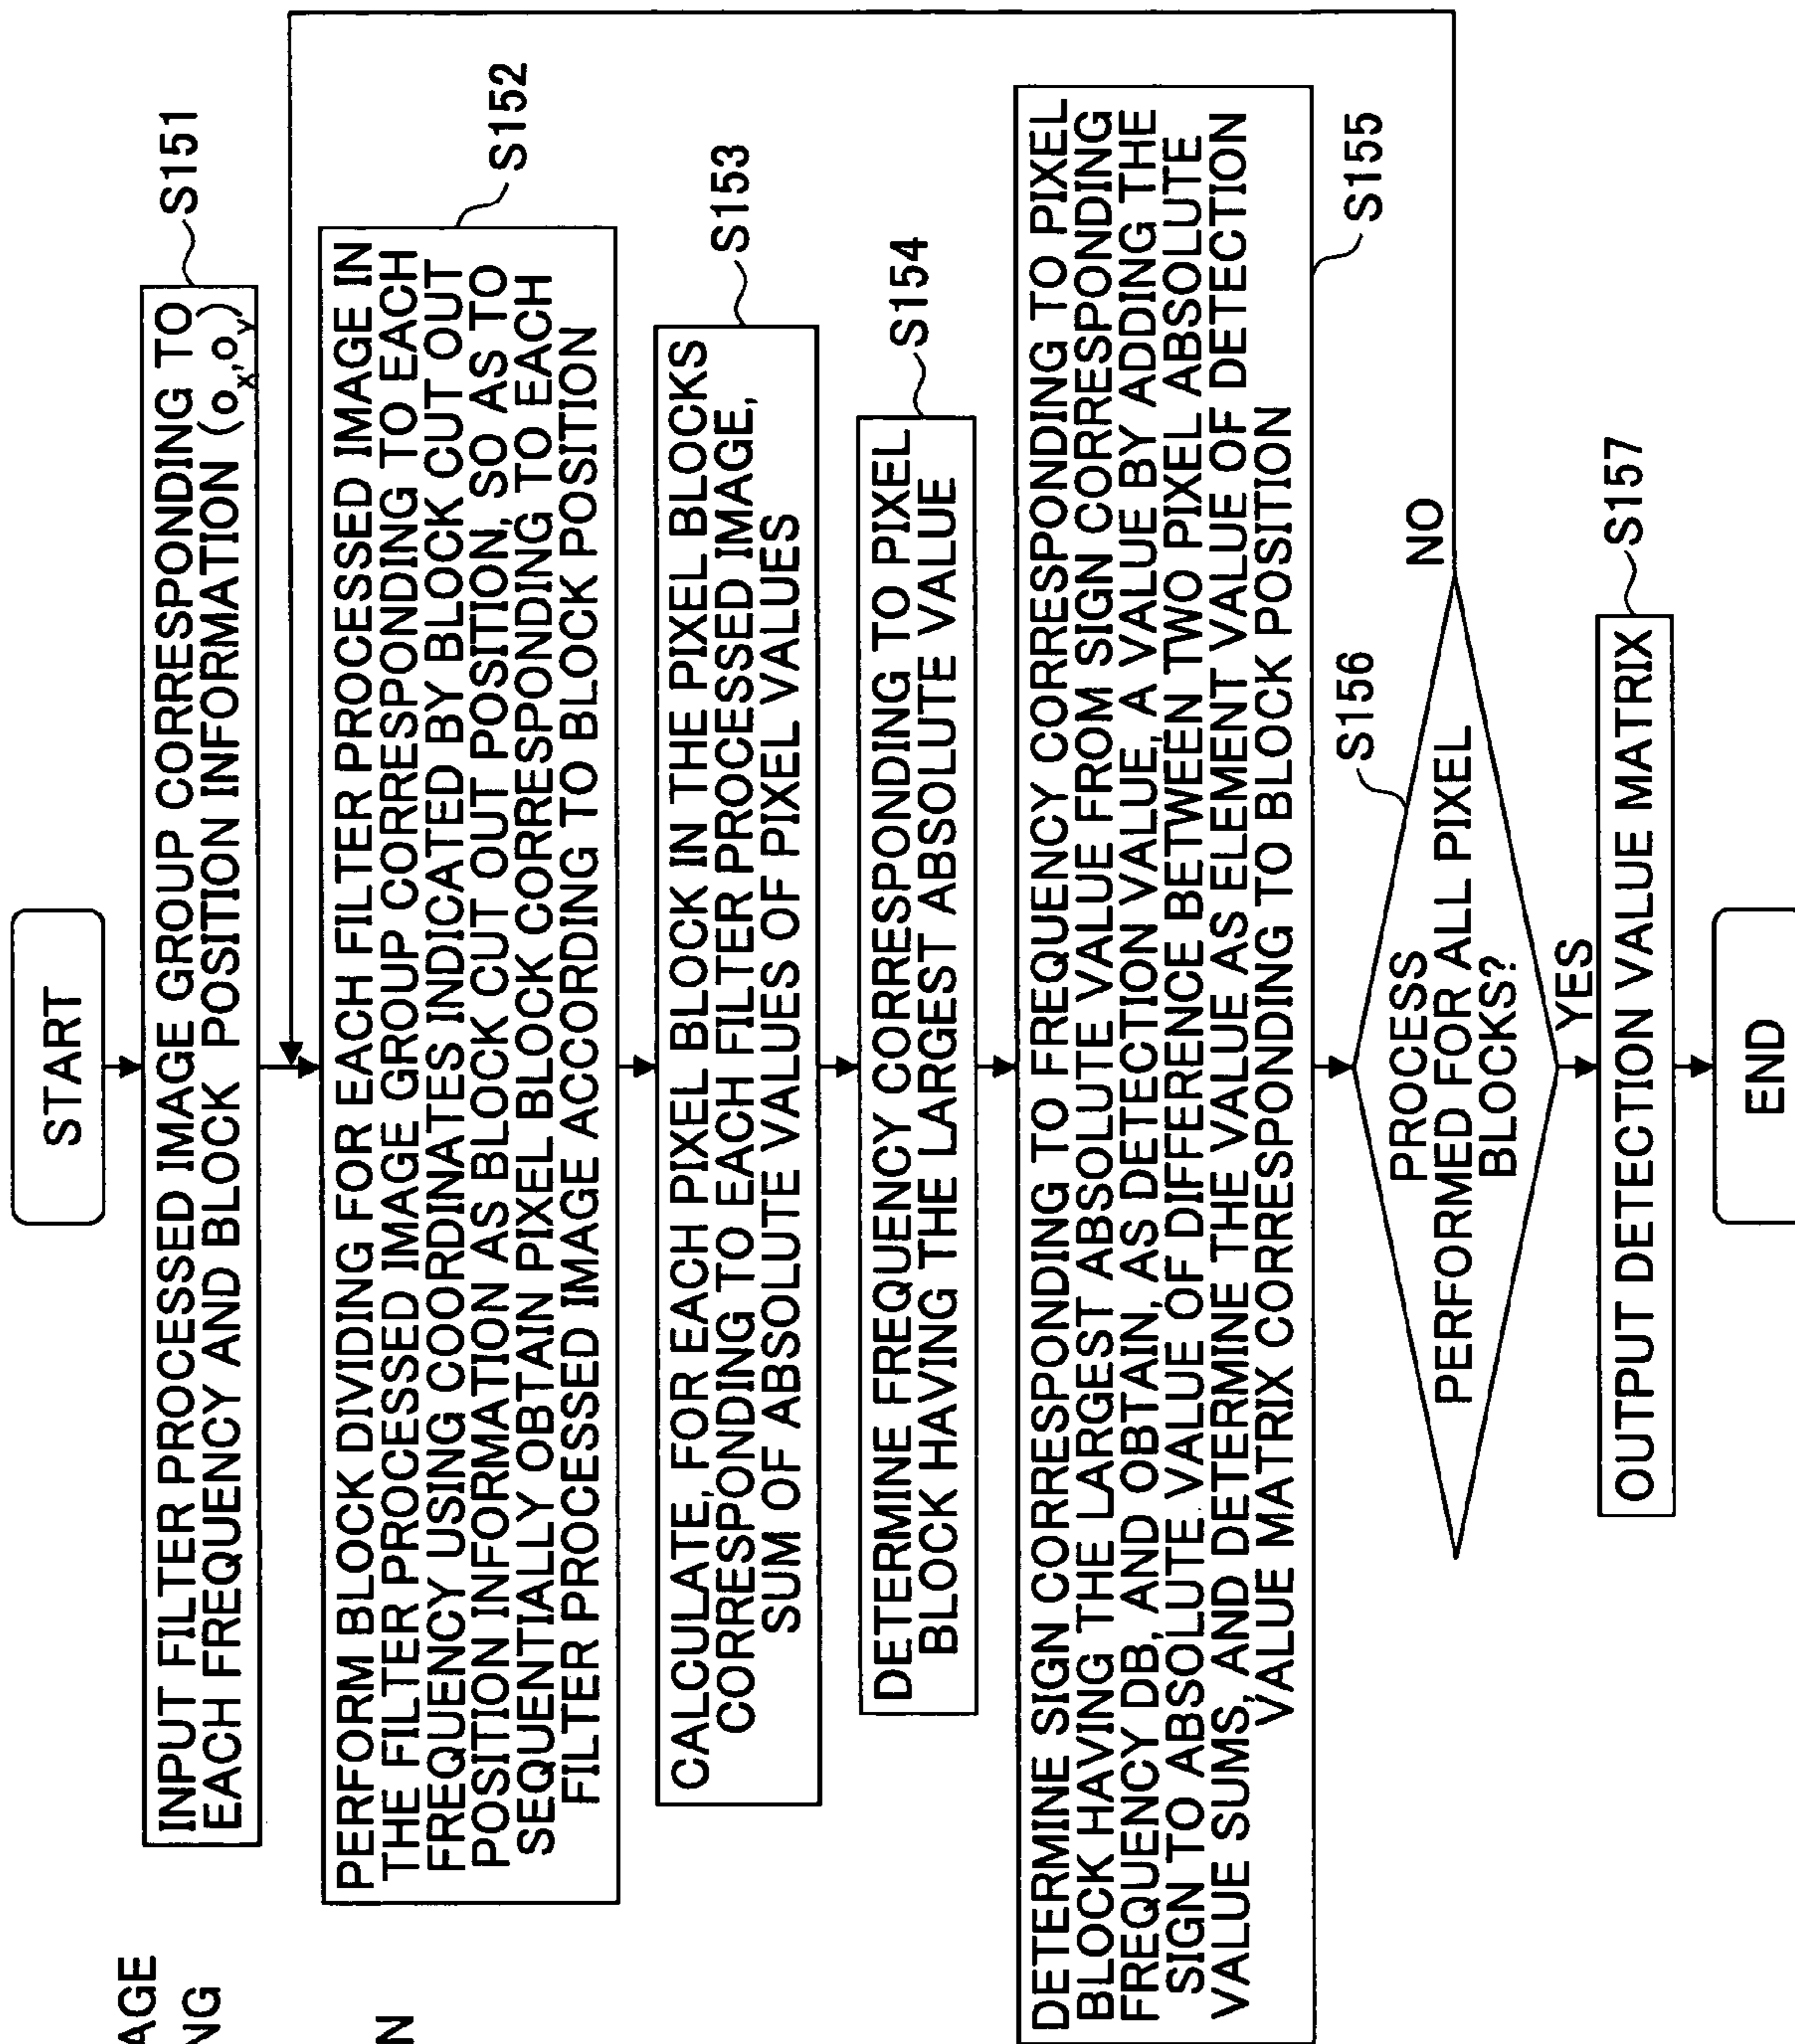 START
INPUT FILTER PROCESSED IMAGE GROUP CORRESPONDING TO
EACH FREQUENCY AND BLOCK POSITION INFORMATION (ox,oy)
S151
PERFORM BLOCK DIVIDING FOR EACH FILTER PROCESSED IMAGE IN
THE FILTER PROCESSED IMAGE GROUP CORRESPONDING TO EACH
FREQUENCY USING COORDINATES INDICATED BY BLOCK CUT OUT
POSITION INFORMATION AS BLOCK CUT OUT POSITION, SO AS TO
SEQUENTIALLY OBTAIN PIXEL BLOCK CORRESPONDING TO EACH
FILTER PROCESSED IMAGE ACCORDING TO BLOCK POSITION
S152
CALCULATE, FOR EACH PIXEL BLOCK IN THE PIXEL BLOCKS
CORRESPONDING TO EACH FILTER PROCESSED IMAGE,
SUM OF ABSOLUTE VALUES OF PIXEL VALUES
S153
DETERMINE FREQUENCY CORRESPONDING TO PIXEL
BLOCK HAVING THE LARGEST ABSOLUTE VALUE
S154
DETERMINE SIGN CORRESPONDING TO FREQUENCY CORRESPONDING TO PIXEL
BLOCK HAVING THE LARGEST ABSOLUTE VALUE FROM SIGN CORRESPONDING
FREQUENCY DB, AND OBTAIN, AS DETECTION VALUE, A VALUE BY ADDING THE
SIGN TO ABSOLUTE VALUE OF DIFFERENCE BETWEEN TWO PIXEL ABSOLUTE
VALUE SUMS, AND DETERMINE THE VALUE AS ELEMENT VALUE OF DETECTION
VALUE MATRIX CORRESPONDING TO BLOCK POSITION
S155
PROCESS
PERFORMED FOR ALL PIXEL
BLOCKS?
S156
NO
YES
OUTPUT DETECTION VALUE MATRIX
S157
END
AGE
NG
N